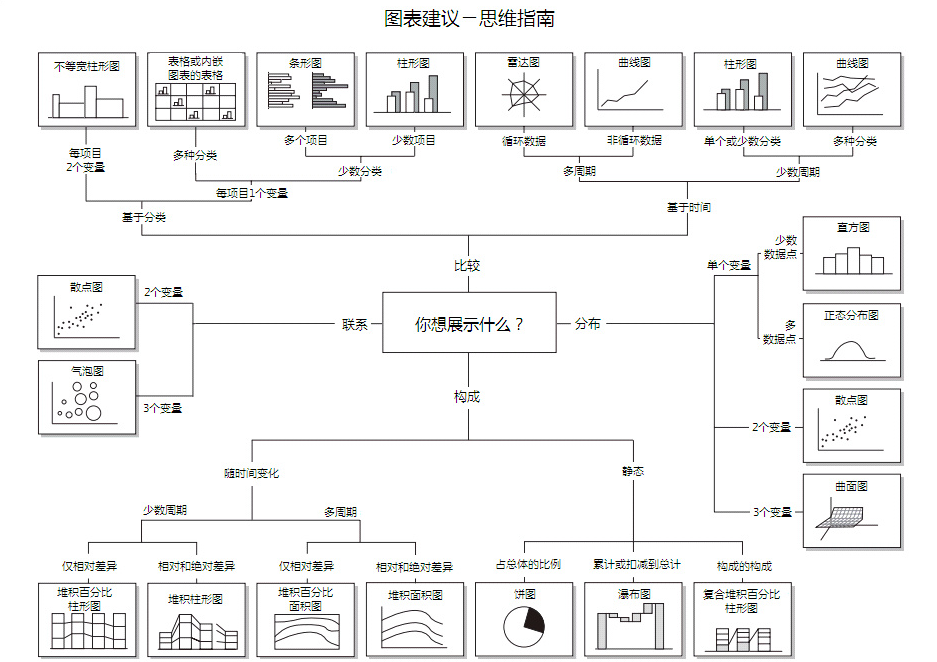 图表建议－思维指南
不等宽柱形图
表格或内嵌
图表的表格
条形图
柱形图
雷达图
曲线图
柱形图
曲线图
每项目
2个变量
多种分类
多个项目
少数项目
循环数据
非循环数据
单个或少数分类
多种分类
少数分类
多周期
少数周期
每项目1个变量
基于分类
基于时间
比较
散点图
2个变量
气泡图
3个变量
联系
你想展示什么？
分布
单个变量
少数
数据点
直方图
多
数据点
正态分布图
2个变量
散点图
3个变量
曲面图
构成
随时间变化
静态
少数周期
多周期
仅相对差异
相对和绝对差异
仅相对差异
相对和绝对差异
占总体的比例
累计或扣减到总计
构成的构成
堆积百分比
柱形图
堆积柱形图
堆积百分比
面积图
堆积面积图
饼图
瀑布图
复合堆积百分比
柱形图